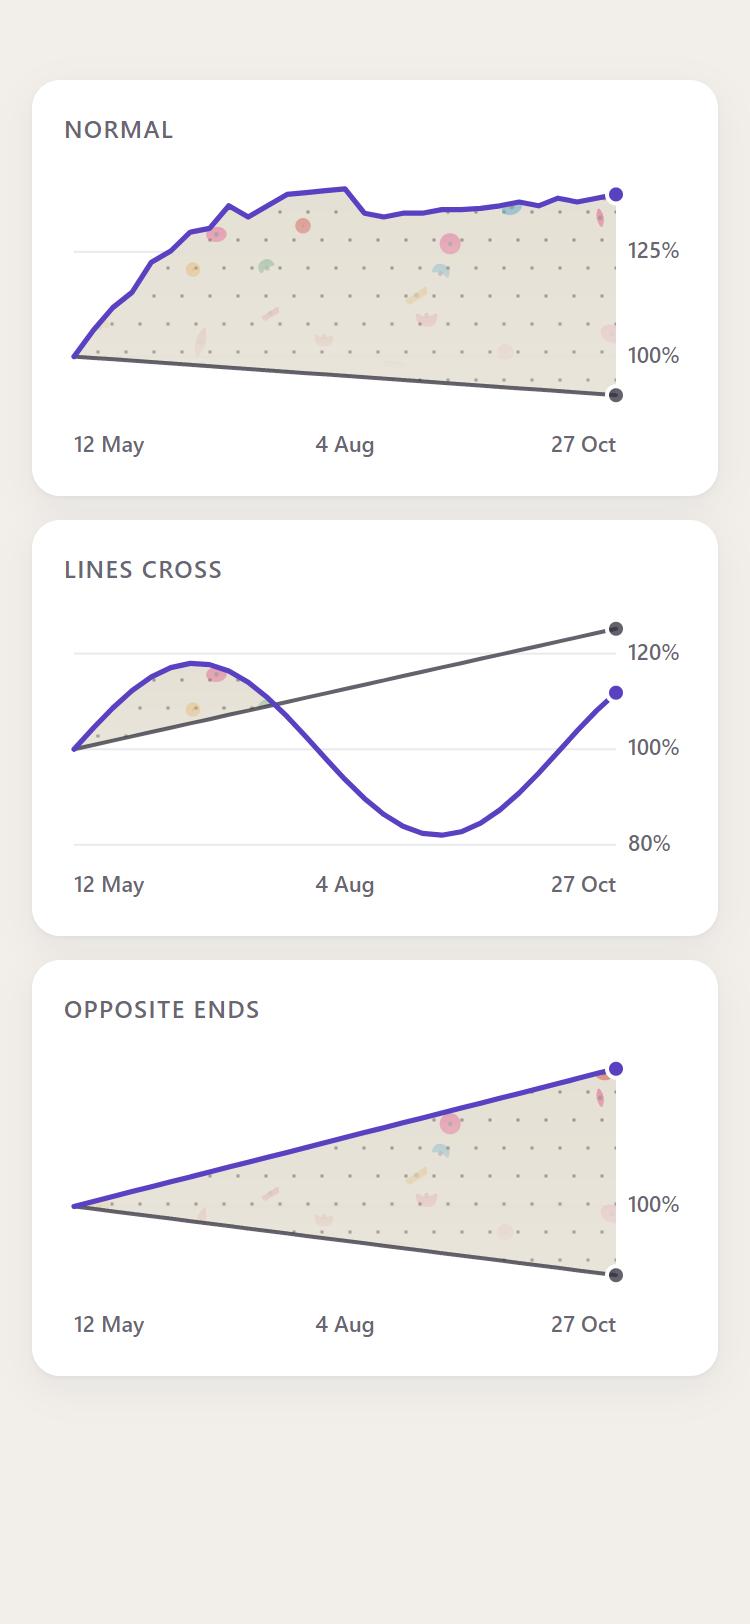 NORMAL
125%
100%
12 May 4 Aug 27 Oct
LINES CROSS
120%
100%
80%
12 May 4 Aug 27 Oct
OPPOSITE ENDS
100%
12 May 4 Aug 27 Oct